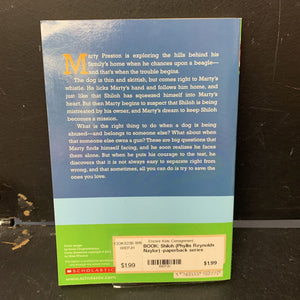 Marty Preston is exploring the hills behind his
family's home when he chances upon a beagle—
and that's when the trouble begins.
The dog is thin and skittish, but comes right to Marty's
whistle. He licks Marty's hand and follows him home, and
just like that Shiloh has squeezed himself into Marty's
heart. But then Marty begins to suspect that Shiloh is being
mistreated by his owner, and Marty's dream to keep Shiloh
becomes a mission.
What is the right thing to do when a dog is being
abused—and belongs to someone else? What about when
that someone else owns a gun? These are big questions that
Marty finds himself facing, and he soon realizes he faces
them alone. But when he puts his courage to the test, he
discovers that it is not always easy to separate right from
wrong, and that sometimes, all you can do is try to save the
ones you love.
$1.99
BOOK: Shiloh (Phyllis Reynolds
Naylor) -paperback series
$1.99
SCHOLASTIC
www.scholastic.